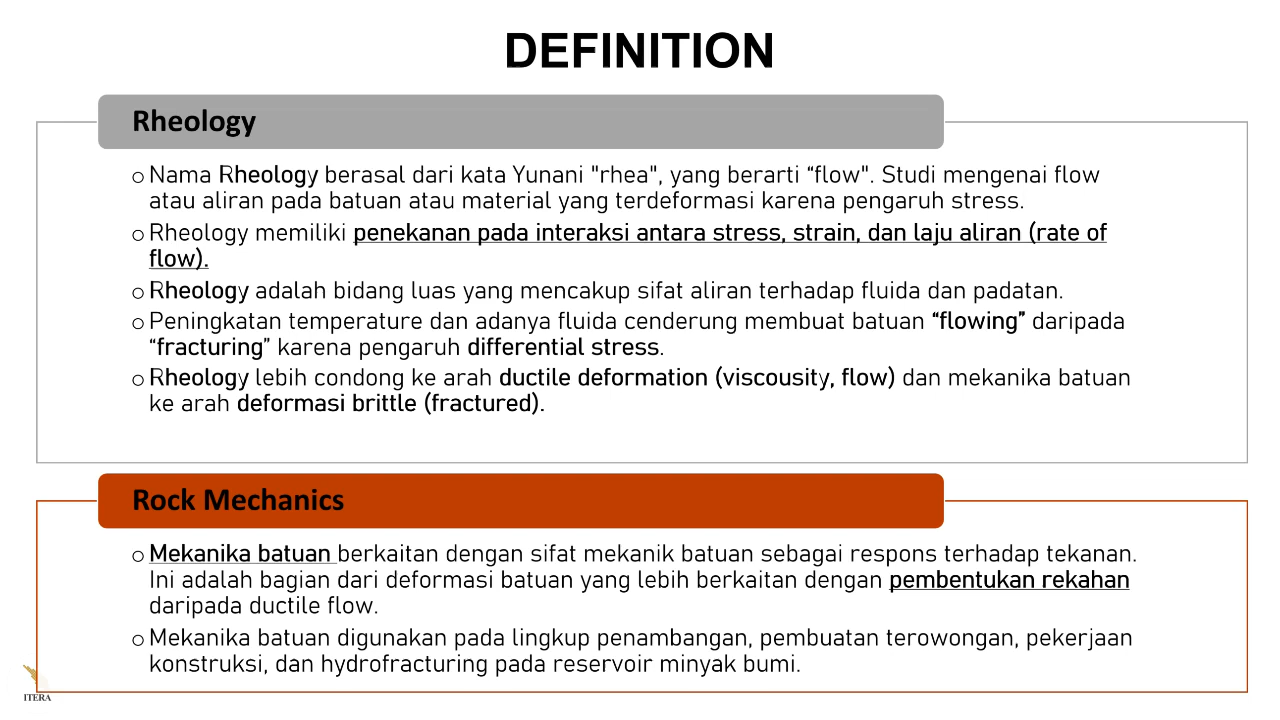 DEFINITION
Rheology
o Nama Rheology berasal dari kata Yunani "rhea", yang berarti “flow". Studi mengenai flow
atau aliran pada batuan atau material yang terdeformasi karena pengaruh stress.
o Rheology memiliki penekanan pada interaksi antara stress, strain, dan laju aliran (rate of
flow).
o Rheology adalah bidang luas yang mencakup sifat aliran terhadap fluida dan padatan.
o Peningkatan temperature dan adanya fluida cenderung membuat batuan “flowing” daripada
“fracturing” karena pengaruh differential stress.
o Rheology lebih condong ke arah ductile deformation (viscousity, flow) dan mekanika batuan
ke arah deformasi brittle (fractured).
Rock Mechanics
o Mekanika batuan berkaitan dengan sifat mekanik batuan sebagai respons terhadap tekanan.
Ini adalah bagian dari deformasi batuan yang lebih berkaitan dengan pembentukan rekahan
daripada ductile flow.
o Mekanika batuan digunakan pada lingkup penambangan, pembuatan terowongan, pekerjaan
konstruksi, dan hydrofracturing pada reservoir minyak bumi.
ITERA